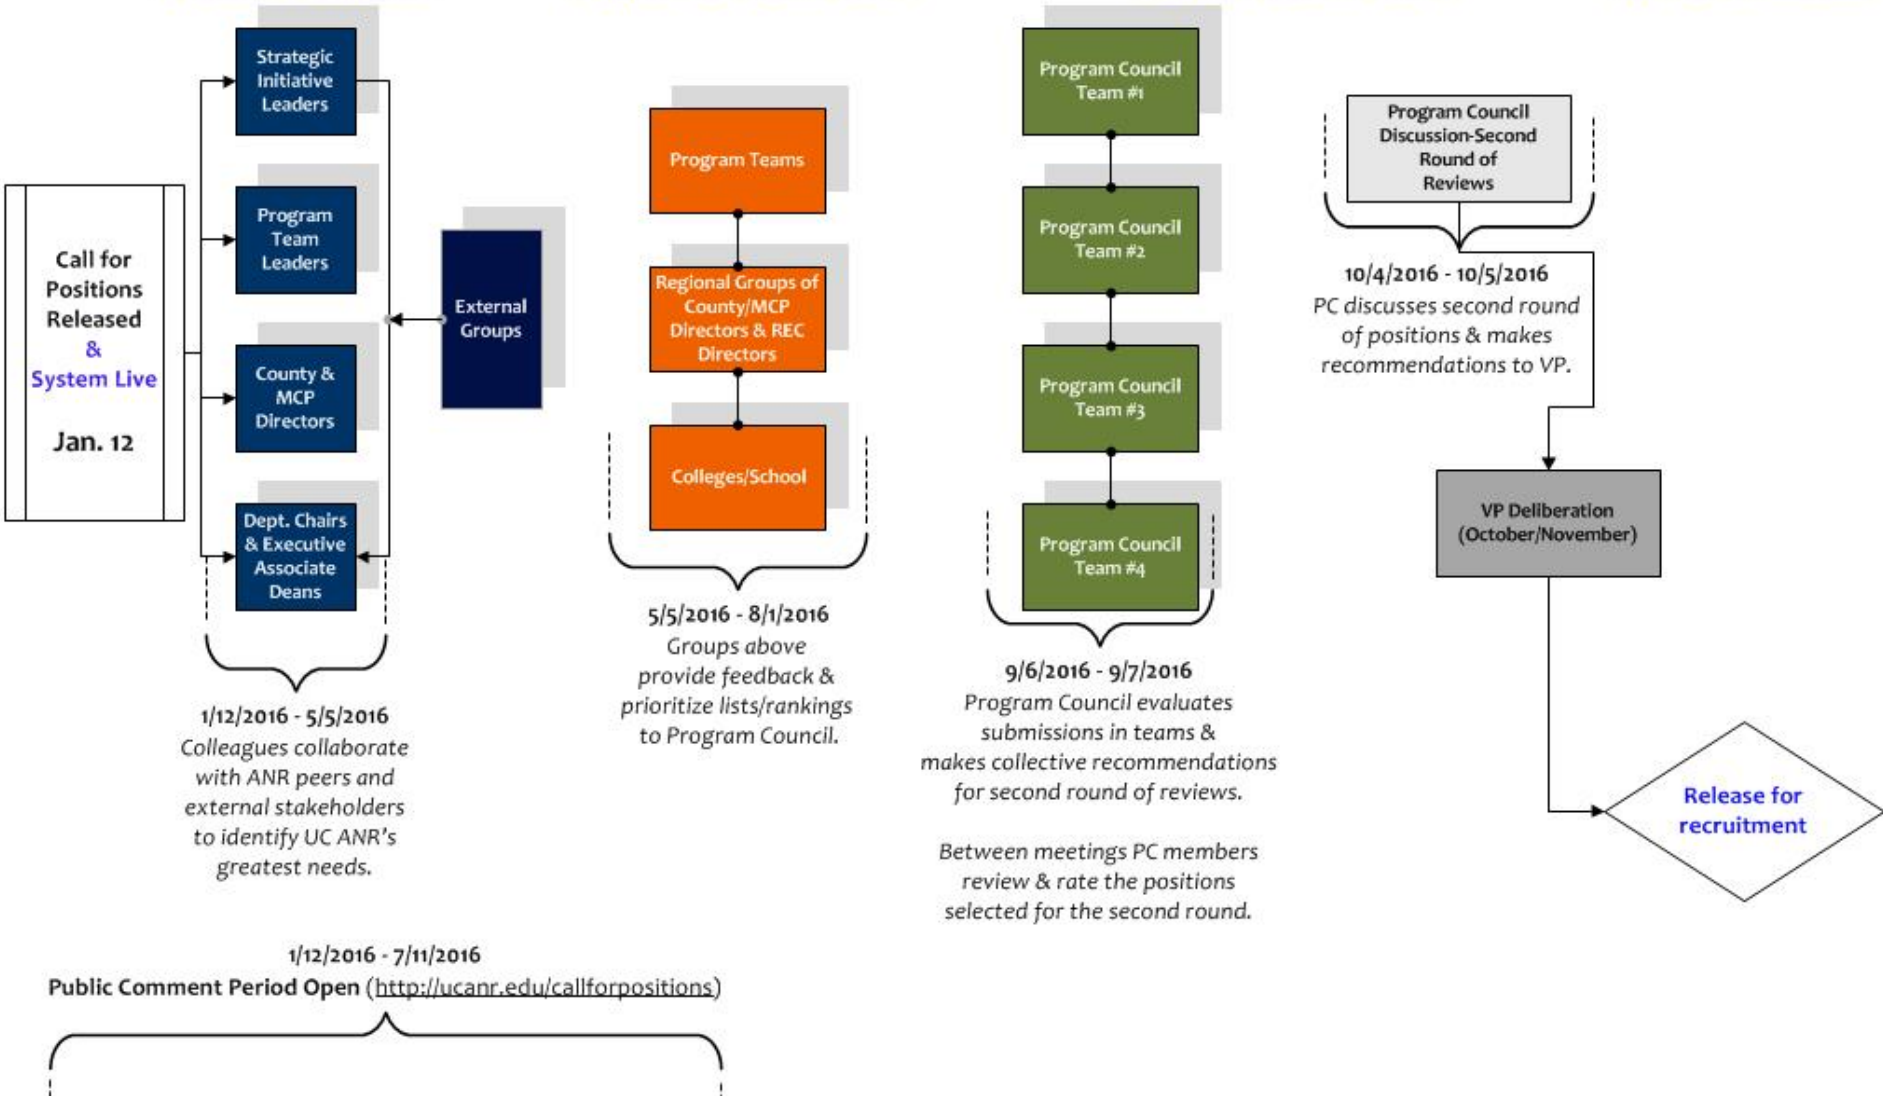 Call for
Positions
Released
&
System Live
Jan. 12
Strategic
Initiative
Leaders
Program
Team
Leaders
County &
MCP
Directors
Dept. Chairs
& Executive
Associate
Deans
External
Groups
1/12/2016 - 5/5/2016
Colleagues collaborate
with ANR peers and
external stakeholders
to identify UC ANR's
greatest needs.
Program Teams
Regional Groups of
County/MCP
Directors & REC
Directors
Colleges/School
5/5/2016 - 8/1/2016
Groups above
provide feedback &
prioritize lists/rankings
to Program Council.
Program Council
Team #1
Program Council
Team #2
Program Council
Team #3
Program Council
Team #4
9/6/2016 - 9/7/2016
Program Council evaluates
submissions in teams &
makes collective recommendations
for second round of reviews.
Between meetings PC members
review & rate the positions
selected for the second round.
Program Council
Discussion-Second
Round of
Reviews
10/4/2016 - 10/5/2016
PC discusses second round
of positions & makes
recommendations to VP.
VP Deliberation
(October/November)
Release for
recruitment
1/12/2016 - 7/11/2016
Public Comment Period Open (http://ucanr.edu/callforpositions)